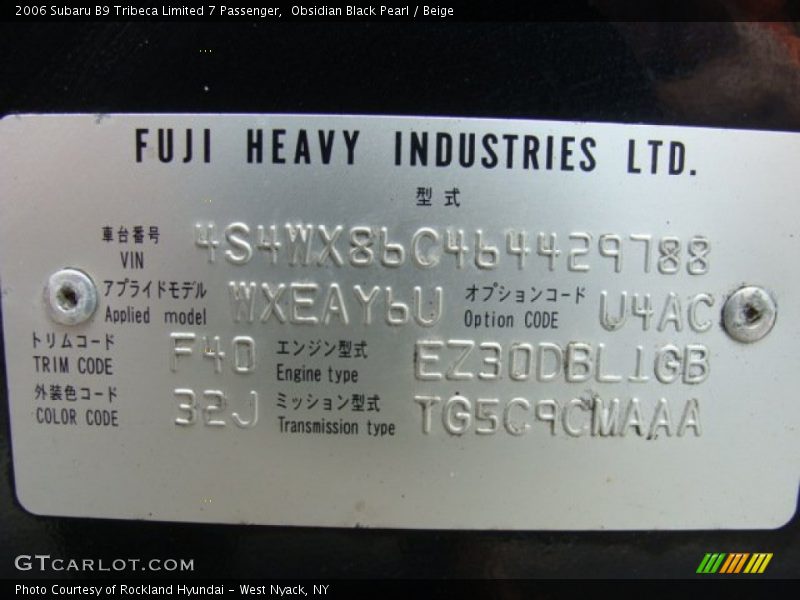 2006 Subaru B9 Tribeca Limited 7 Passenger,  Obsidian Black Pearl / Beige
FUJI HEAVY INDUSTRIES LTD.
型式
車台番号 VIN 4S4WX86C464429788
アプライドモデル Applied model WXEAY6U オプションコード Option CODE U4AC
トリムコード TRIM CODE F40 エンジン型式 Engine type EZ30DBL1GB
外装色コード COLOR CODE 32J ミッション型式 Transmission type TG5C9CMAAA
GTCARLOT.COM
Photo Courtesy of Rockland Hyundai - West Nyack, NY